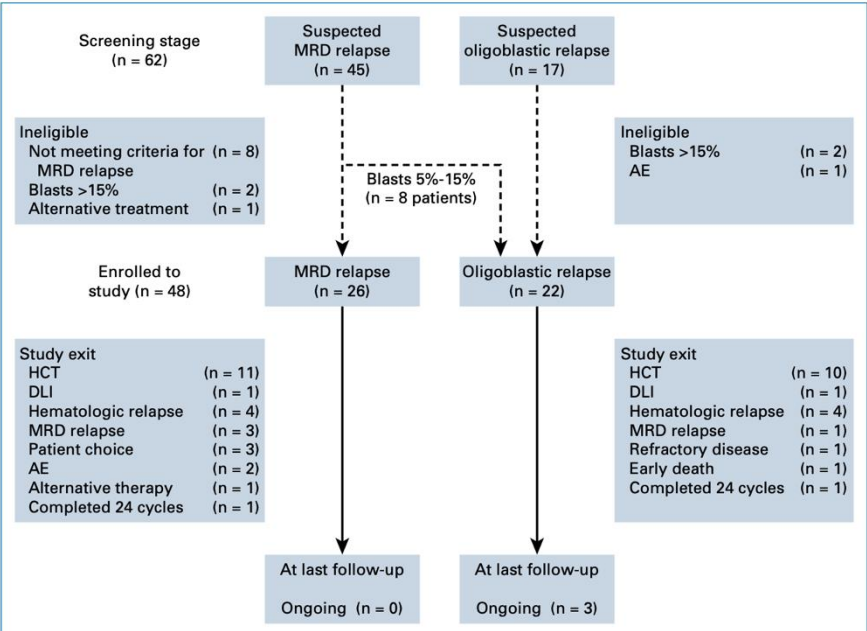 Screening stage
(n = 62)
Suspected
MRD relapse
(n = 45)
Suspected
oligoblastic relapse
(n = 17)
Ineligible
Not meeting criteria for (n = 8)
MRD relapse
Blasts >15% (n = 2)
Alternative treatment (n = 1)
Blasts 5%-15%
(n = 8 patients)
Ineligible
Blasts >15% (n = 2)
AE (n = 1)
Enrolled to
study (n = 48)
MRD relapse
(n = 26)
Oligoblastic relapse
(n = 22)
Study exit
HCT (n = 11)
DLI (n = 1)
Hematologic relapse (n = 4)
MRD relapse (n = 3)
Patient choice (n = 3)
AE (n = 2)
Alternative therapy (n = 1)
Completed 24 cycles (n = 1)
Study exit
HCT (n = 10)
DLI (n = 1)
Hematologic relapse (n = 4)
MRD relapse (n = 1)
Refractory disease (n = 1)
Early death (n = 1)
Completed 24 cycles (n = 1)
At last follow-up
Ongoing (n = 0)
At last follow-up
Ongoing (n = 3)